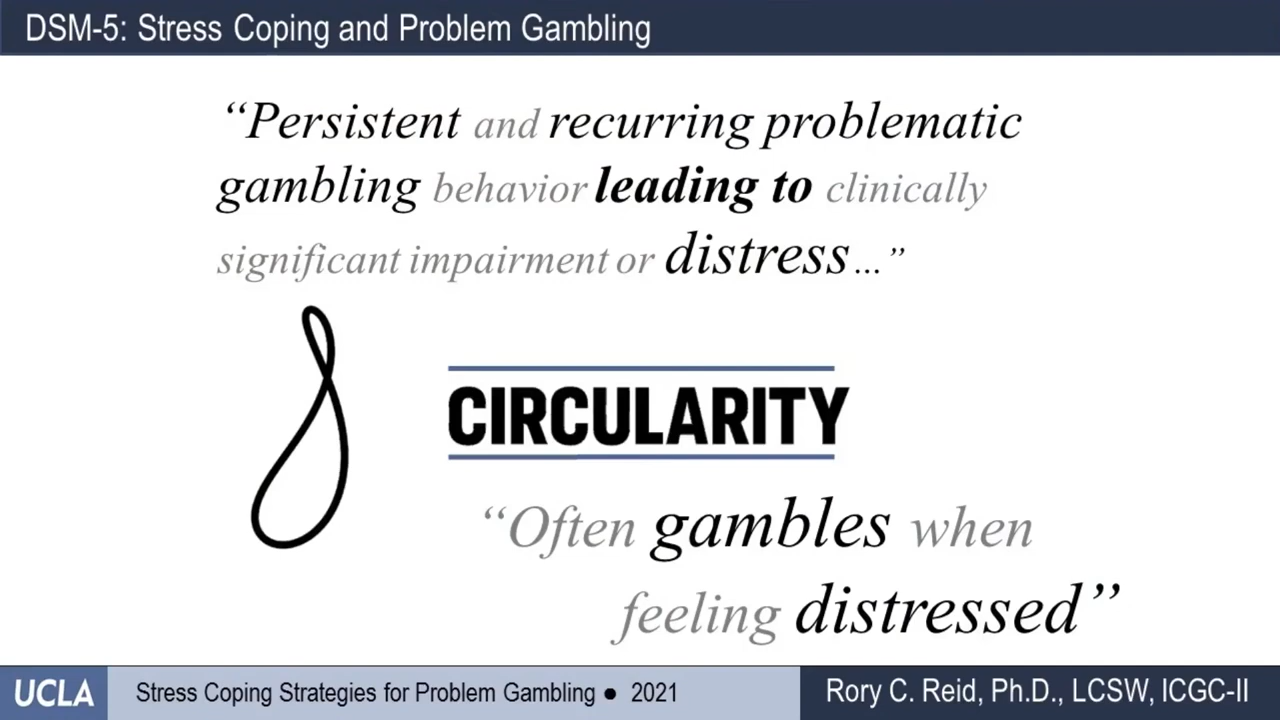 DSM-5: Stress Coping and Problem Gambling
“Persistent and recurring problematic
gambling behavior leading to clinically
significant impairment or distress...”
CIRCULARITY
“Often gambles when
feeling distressed”
UCLA
Stress Coping Strategies for Problem Gambling ● 2021
Rory C. Reid, Ph.D., LCSW, ICGC-II